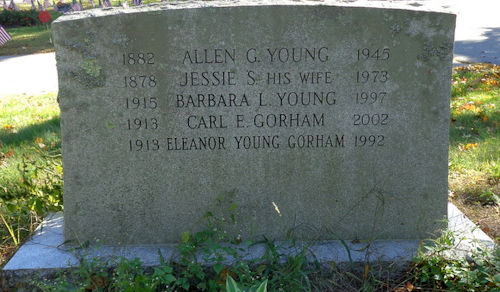 1882 ALLEN G. YOUNG 1945
1878 JESSIE S. HIS WIFE 1973
1915 BARBARA L. YOUNG 1997
1913 CARL E. GORHAM 2002
1913 ELEANOR YOUNG GORHAM 1992